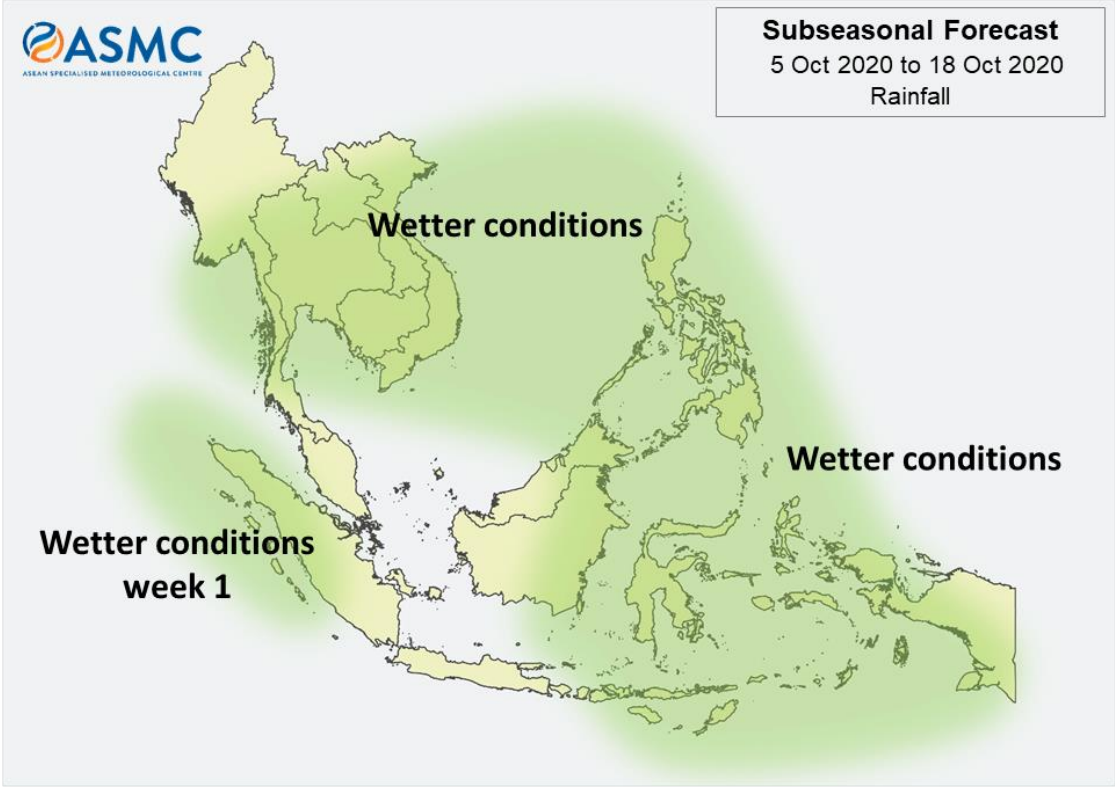 ASMC
ASEAN SPECIALISED METEOROLOGICAL CENTRE
Subseasonal Forecast
5 Oct 2020 to 18 Oct 2020
Rainfall
Wetter conditions
Wetter conditions
Wetter conditions
week 1